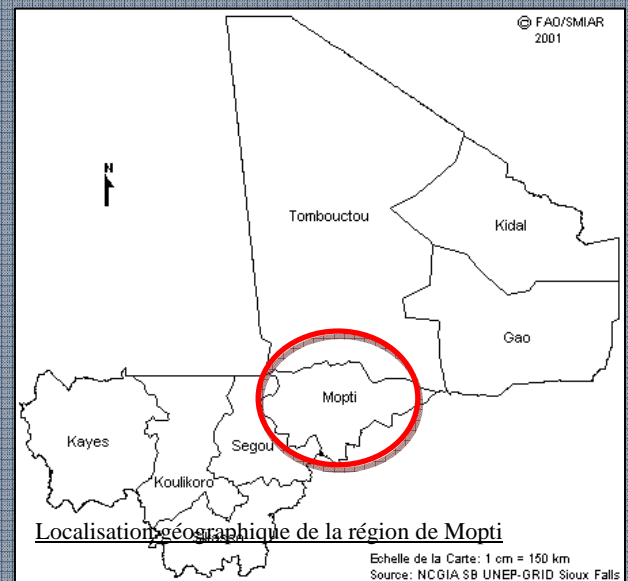 © FAO/SMIAR
2001
N
Tombouctou
Kidal
Gao
Mopti
Kayes
Segou
Koulikoro
Localisation géographique de la région de Mopti
Echelle de la Carte: 1 cm = 150 km
Source: NCGIA SB UNEP-GRID Sioux Falls